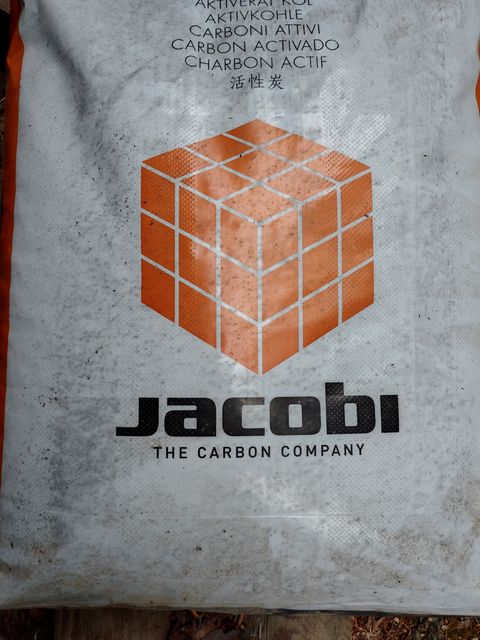 AKTIVERAT KOL
AKTIVKOHLE
CARBONI ATTIVI
CARBON ACTIVADO
CHARBON ACTIF
活性炭
Jacobi
THE CARBON COMPANY